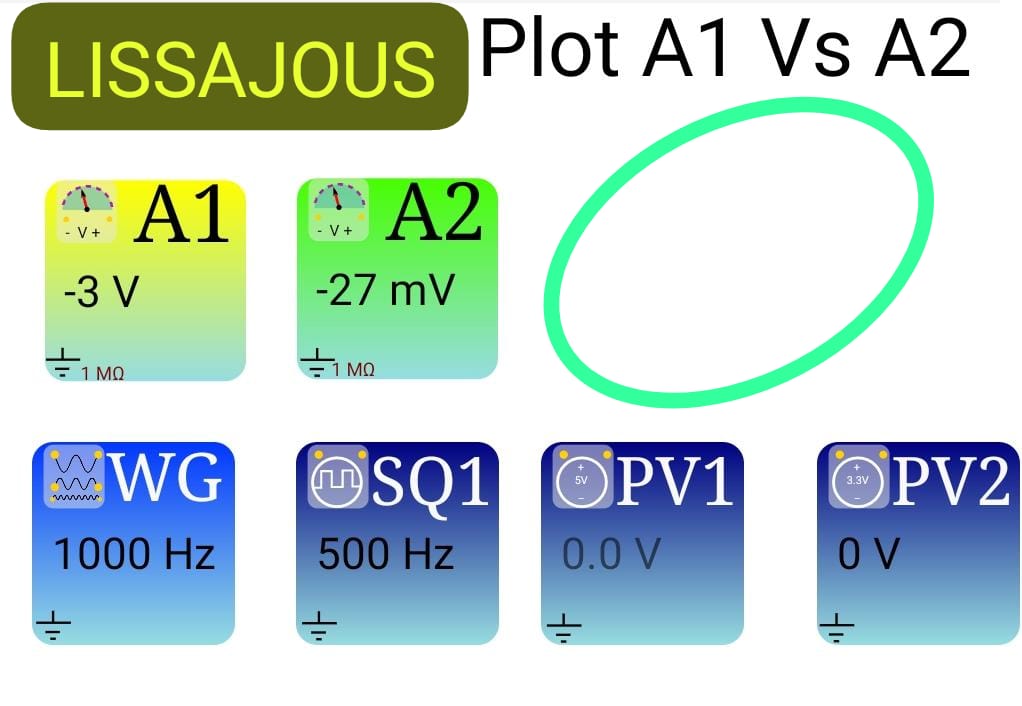 LISSAJOUS Plot A1 Vs A2
- V + A1
-3 V
1 MΩ
- V + A2
-27 mV
1 MΩ
WG
1000 Hz
SQ1
500 Hz
+
5V
−
PV1
0.0 V
+
3.3V
−
PV2
0 V